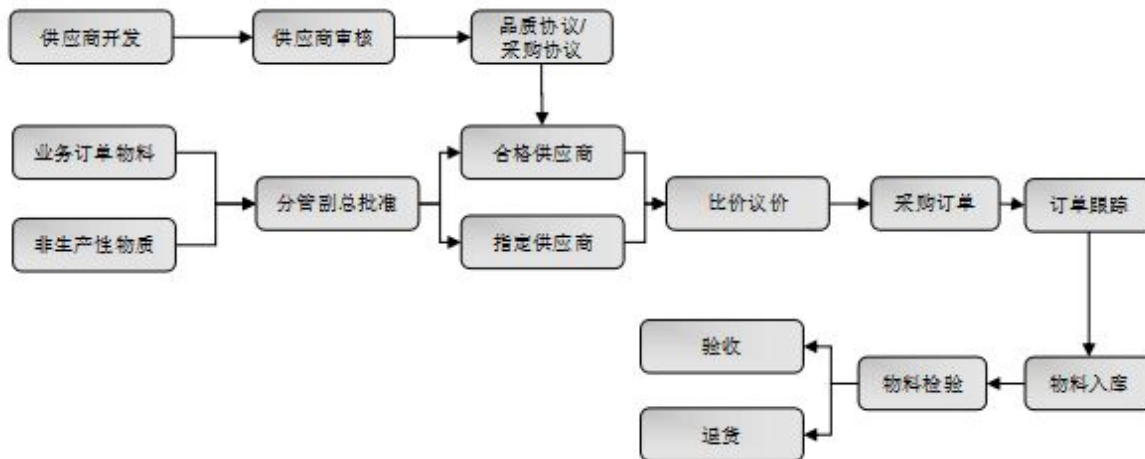 供应商开发
供应商审核
品质协议/
采购协议
业务订单物料
非生产性物质
分管副总批准
合格供应商
指定供应商
比价议价
采购订单
订单跟踪
验收
物料检验
物料入库
退货